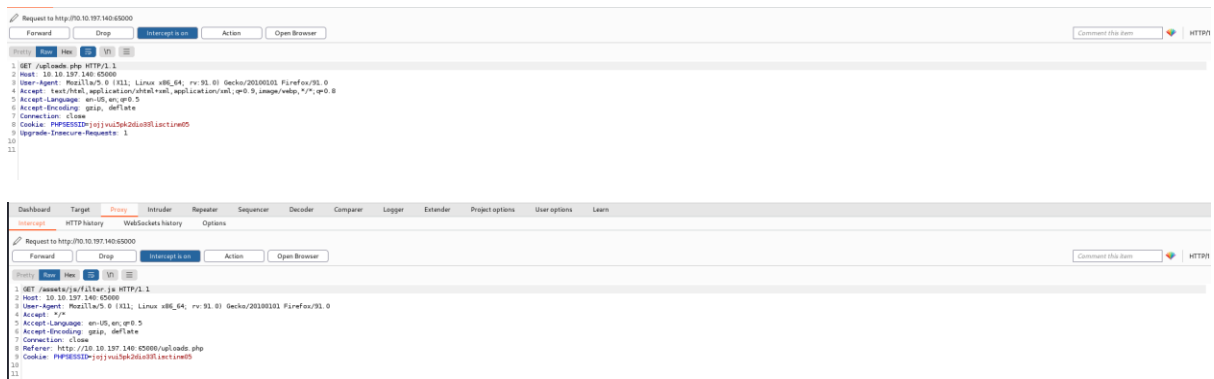 Request to http://10.10.197.140:65000
Forward Drop Intercept is on Action Open Browser Comment this item HTTP/1
Pretty Raw Hex \n
1 GET /uploads.php HTTP/1.1
2 Host: 10.10.197.140:65000
3 User-Agent: Mozilla/5.0 (X11; Linux x86_64; rv:91.0) Gecko/20100101 Firefox/91.0
4 Accept: text/html,application/xhtml+xml,application/xml;q=0.9,image/webp,*/*;q=0.8
5 Accept-Language: en-US,en;q=0.5
6 Accept-Encoding: gzip, deflate
7 Connection: close
8 Cookie: PHPSESSID=jojjvui5pk2dio33lisctinm05
9 Upgrade-Insecure-Requests: 1
10
11
Dashboard Target Proxy Intruder Repeater Sequencer Decoder Comparer Logger Extender Project options User options Learn
Intercept HTTP history WebSockets history Options
Request to http://10.10.197.140:65000
Forward Drop Intercept is on Action Open Browser Comment this item HTTP/1
Pretty Raw Hex \n
1 GET /assets/js/filter.js HTTP/1.1
2 Host: 10.10.197.140:65000
3 User-Agent: Mozilla/5.0 (X11; Linux x86_64; rv:91.0) Gecko/20100101 Firefox/91.0
4 Accept: */*
5 Accept-Language: en-US,en;q=0.5
6 Accept-Encoding: gzip, deflate
7 Connection: close
8 Referer: http://10.10.197.140:65000/uploads.php
9 Cookie: PHPSESSID=jojjvui5pk2dio33lisctinm05
10
11